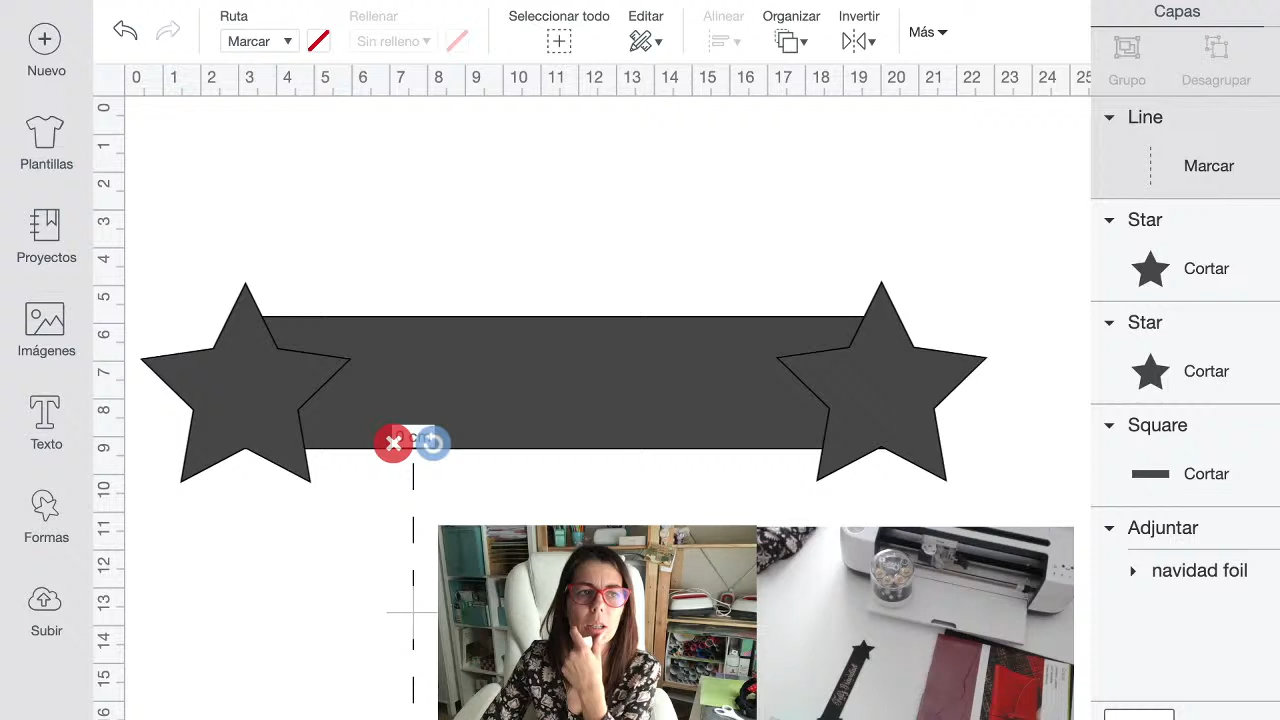 Ruta
Rellenar
Seleccionar todo
Editar
Alinear
Organizar
Invertir
Marcar
Sin relleno
Más
Capas
Grupo
Desagrupar
Nuevo
Plantillas
Proyectos
Imágenes
Texto
Formas
Subir
0 1 2 3 4 5 6 7 8 9 10 11 12 13 14 15 16 17 18 19 20 21 22 23 24 25
0
1
2
3
4
5
6
7
8
9
10
11
12
13
14
15
16
Line
Marcar
Star
Cortar
Star
Cortar
Square
Cortar
Adjuntar
navidad foil